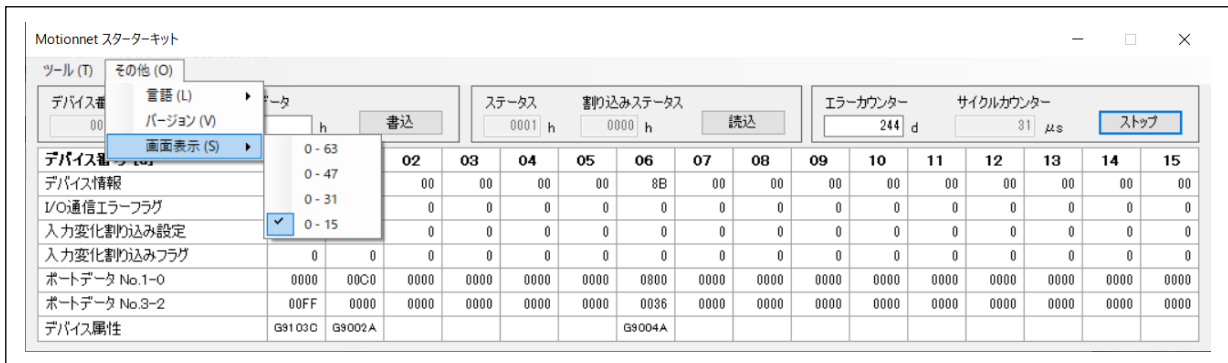 Motionnet スターターキット
ツール (T) その他 (O)
デバイス番 データ ステータス 割り込みステータス エラーカウンター サイクルカウンター
言語 (L)
00 h 書込 0001 h 0000 h 読込 244 d 31 μs ストップ
バージョン (V)
画面表示 (S)
0 - 63
0 - 47
0 - 31
0 - 15
デバイス番号 [d] 02 03 04 05 06 07 08 09 10 11 12 13 14 15
デバイス情報 00 00 00 00 8B 00 00 00 00 00 00 00 00 00
I/O通信エラーフラグ 0 0 0 0 0 0 0 0 0 0 0 0 0 0
入力変化割り込み設定 0 0 0 0 0 0 0 0 0 0 0 0 0 0
入力変化割り込みフラグ 0 0 0 0 0 0 0 0 0 0 0 0 0 0 0 0
ポートデータ No.1-0 0000 00C0 0000 0000 0000 0000 0800 0000 0000 0000 0000 0000 0000 0000 0000 0000
ポートデータ No.3-2 00FF 0000 0000 0000 0000 0000 0036 0000 0000 0000 0000 0000 0000 0000 0000 0000
デバイス属性 G9103C G9002A G9004A